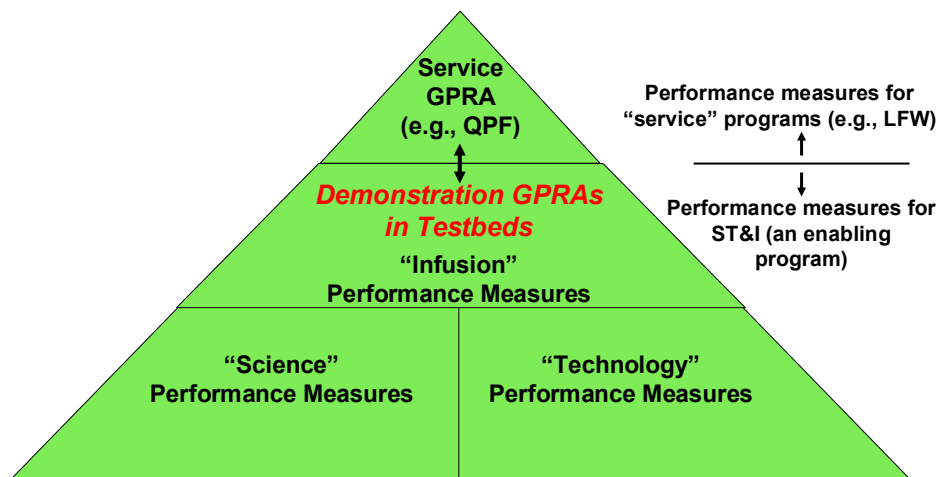 Service
GPRA
(e.g., QPF)
Performance measures for
“service” programs (e.g., LFW)
Demonstration GPRAs
in Testbeds
Performance measures for
ST&I (an enabling
program)
“Infusion”
Performance Measures
“Science”
Performance Measures
“Technology”
Performance Measures